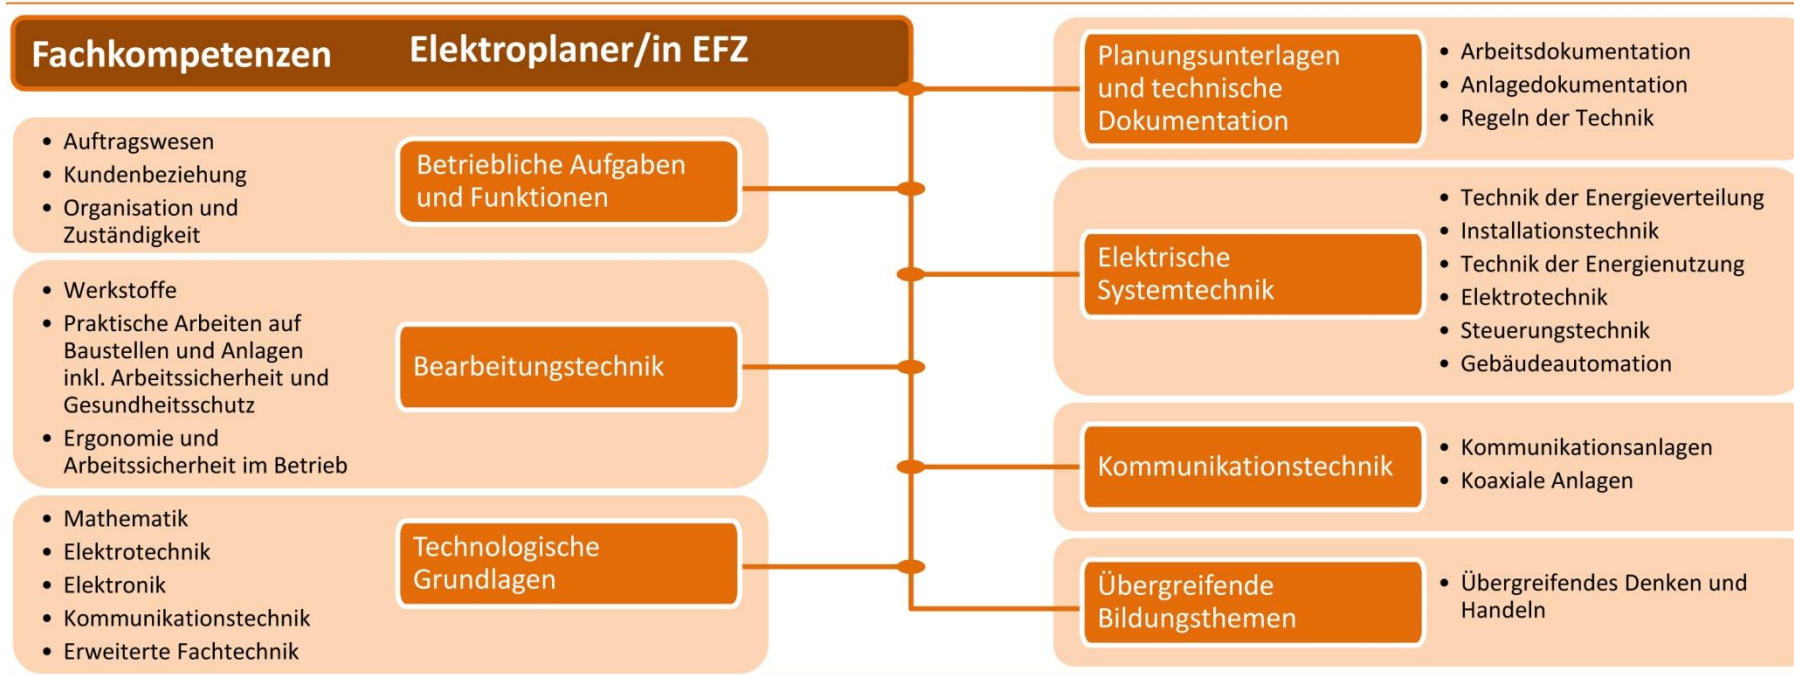 Fachkompetenzen Elektroplaner/in EFZ
• Auftragswesen
• Kundenbeziehung
• Organisation und
Zuständigkeit
Betriebliche Aufgaben
und Funktionen
• Werkstoffe
• Praktische Arbeiten auf
Baustellen und Anlagen
inkl. Arbeitssicherheit und
Gesundheitsschutz
• Ergonomie und
Arbeitssicherheit im Betrieb
Bearbeitungstechnik
• Mathematik
• Elektrotechnik
• Elektronik
• Kommunikationstechnik
• Erweiterte Fachtechnik
Technologische
Grundlagen
Planungsunterlagen
und technische
Dokumentation
• Arbeitsdokumentation
• Anlagedokumentation
• Regeln der Technik
Elektrische
Systemtechnik
• Technik der Energieverteilung
• Installationstechnik
• Technik der Energienutzung
• Elektrotechnik
• Steuerungstechnik
• Gebäudeautomation
Kommunikationstechnik
• Kommunikationsanlagen
• Koaxiale Anlagen
Übergreifende
Bildungsthemen
• Übergreifendes Denken und
Handeln